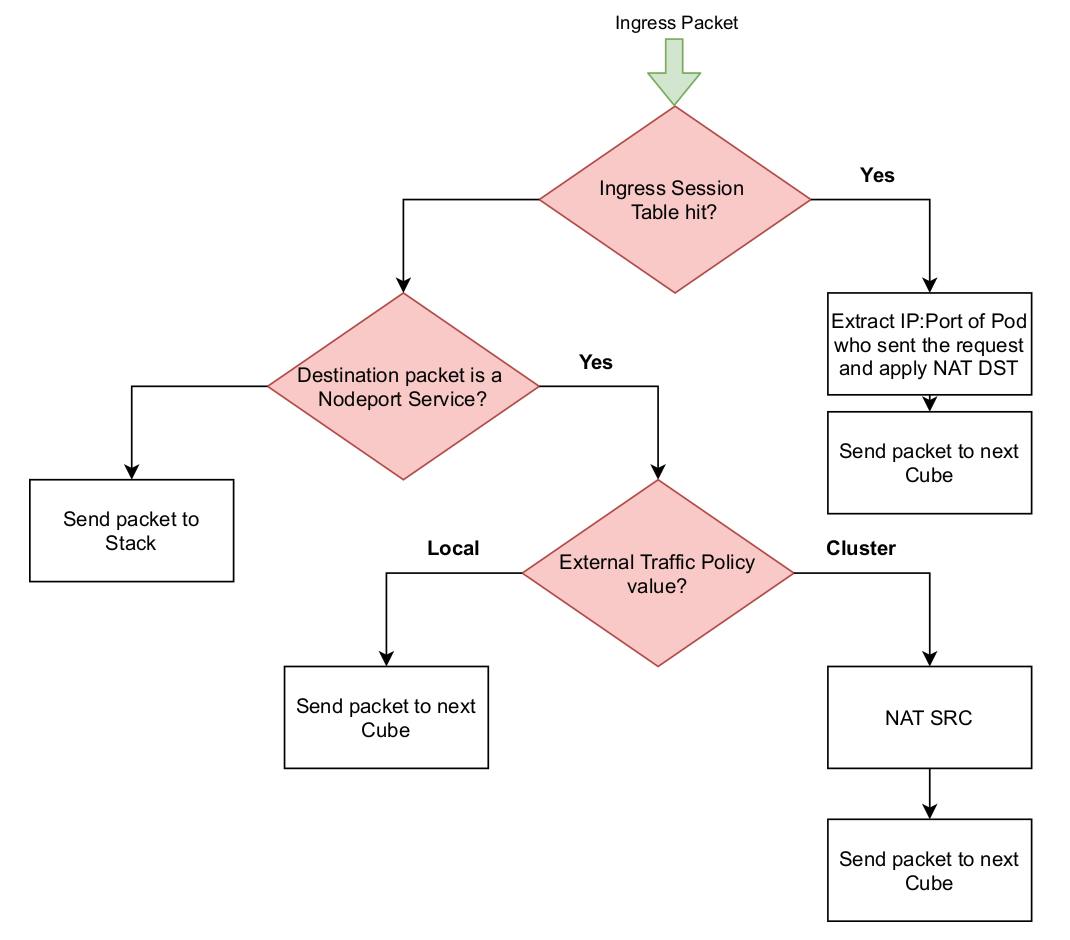 Ingress Packet
Ingress Session
Table hit?
Yes
Extract IP:Port of Pod
who sent the request
and apply NAT DST
Send packet to next
Cube
Destination packet is a
Nodeport Service?
Yes
Send packet to
Stack
External Traffic Policy
value?
Local
Cluster
Send packet to next
Cube
NAT SRC
Send packet to next
Cube